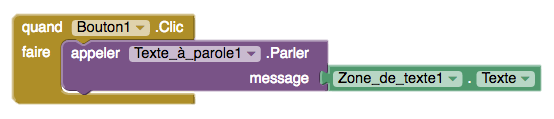 quand Bouton1 .Clic
faire appeler Texte_à_parole1 .Parler
message Zone_de_texte1 . Texte